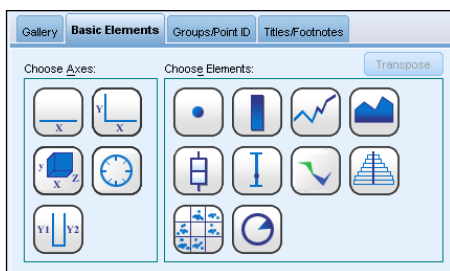 Gallery Basic Elements Groups/Point ID Titles/Footnotes
Transpose
Choose Axes: Choose Elements:
X Y X
y X Z
Y1 Y2